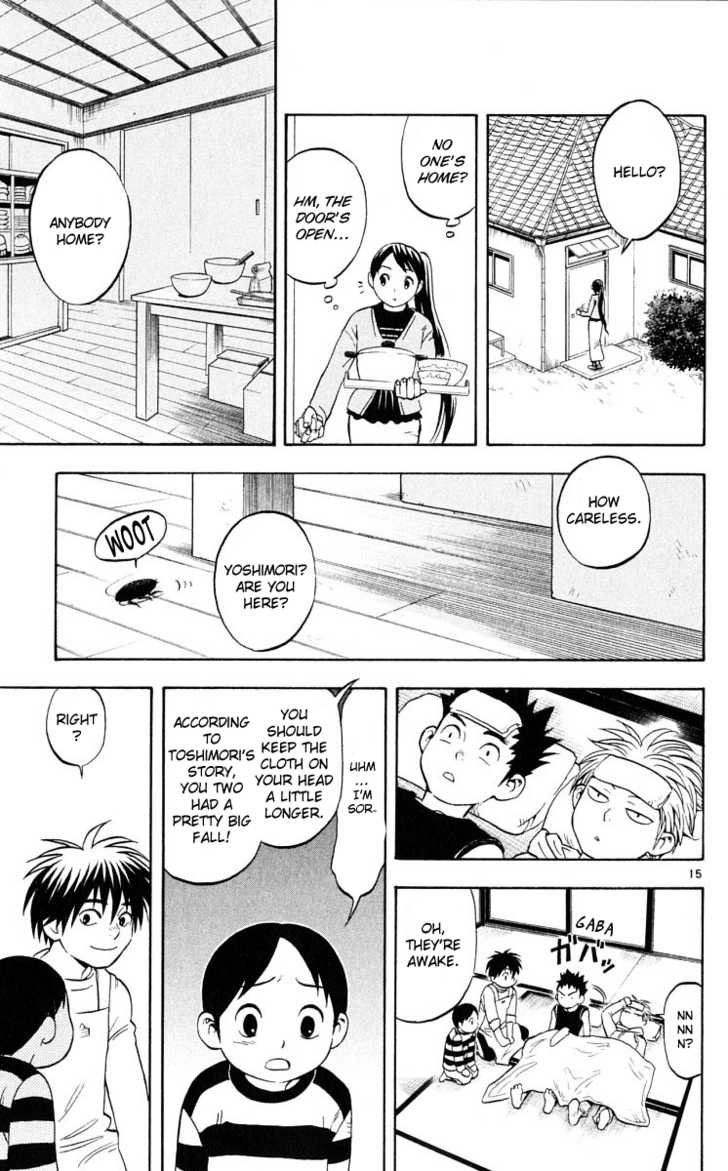 HELLO?
NO
ONE'S
HOME?
HM, THE
DOOR'S
OPEN...
ANYBODY
HOME?
HOW
CARELESS.
YOSHIMORI?
ARE YOU
HERE?
WOOT
15
GABA
ガバッ
OH,
THEY'RE
AWAKE.
NN
NN
N?
UHM
...
I'M
SOR-
YOU
SHOULD
KEEP THE
CLOTH ON
YOUR HEAD
A LITTLE
LONGER.
ACCORDING
TO
TOSHIMORI'S
STORY,
YOU TWO
HAD A
PRETTY BIG
FALL!
RIGHT
?